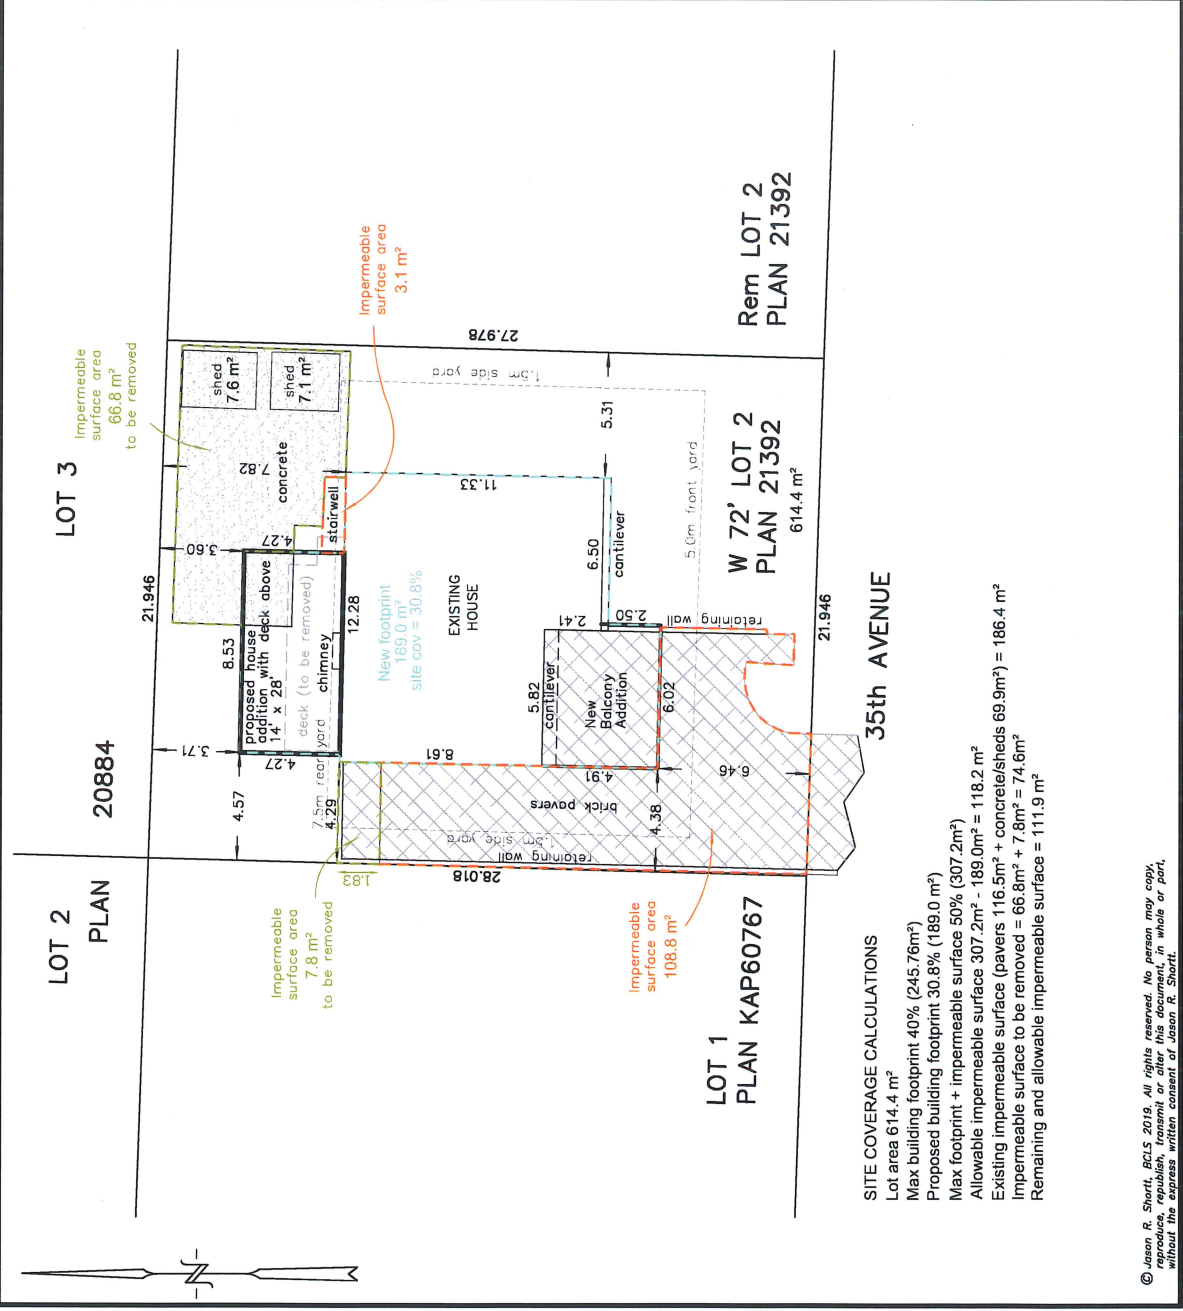 LOT 3
LOT 2
PLAN
20884
Impermeable
surface area
66.8 m²
to be removed
21.946
shed
7.6 m²
shed
7.1 m²
7.82
concrete
3.60
4.27
stairwell
Impermeable
surface area
3.1 m²
27.978
1.5m side yard
8.53
proposed house
addition with deck above
14' x 28'
deck (to be removed)
3.71
4.27
7.5m rear yard
chimney
12.28
4.57
4.29
New footprint
189.0 m²
site cov = 30.8%
EXISTING
HOUSE
11.33
5.31
6.50
cantilever
2.41
2.50
retaining wall
5.0m front yard
5.82
cantilever
New
Balcony
Addition
6.02
8.61
4.91
6.46
brick pavers
4.38
1.5m side yard
retaining wall
28.018
1.83
Impermeable
surface area
7.8 m²
to be removed
Impermeable
surface area
108.8 m²
Rem LOT 2
PLAN 21392
W 72' LOT 2
PLAN 21392
614.4 m²
21.946
LOT 1
PLAN KAP60767
35th AVENUE
SITE COVERAGE CALCULATIONS
Lot area 614.4 m²
Max building footprint 40% (245.76m²)
Proposed building footprint 30.8% (189.0 m²)
Max footprint + impermeable surface 50% (307.2m²)
Allowable impermeable surface 307.2m² - 189.0m² = 118.2 m²
Existing impermeable surface (pavers 116.5m² + concrete/sheds 69.9m²) = 186.4 m²
Impermeable surface to be removed = 66.8m² + 7.8m² = 74.6m²
Remaining and allowable impermeable surface = 111.9 m²
N
© Jason R. Shortt, BCLS 2019. All rights reserved. No person may copy,
reproduce, republish, transmit or alter this document, in whole or part,
without the express written consent of Jason R. Shortt.